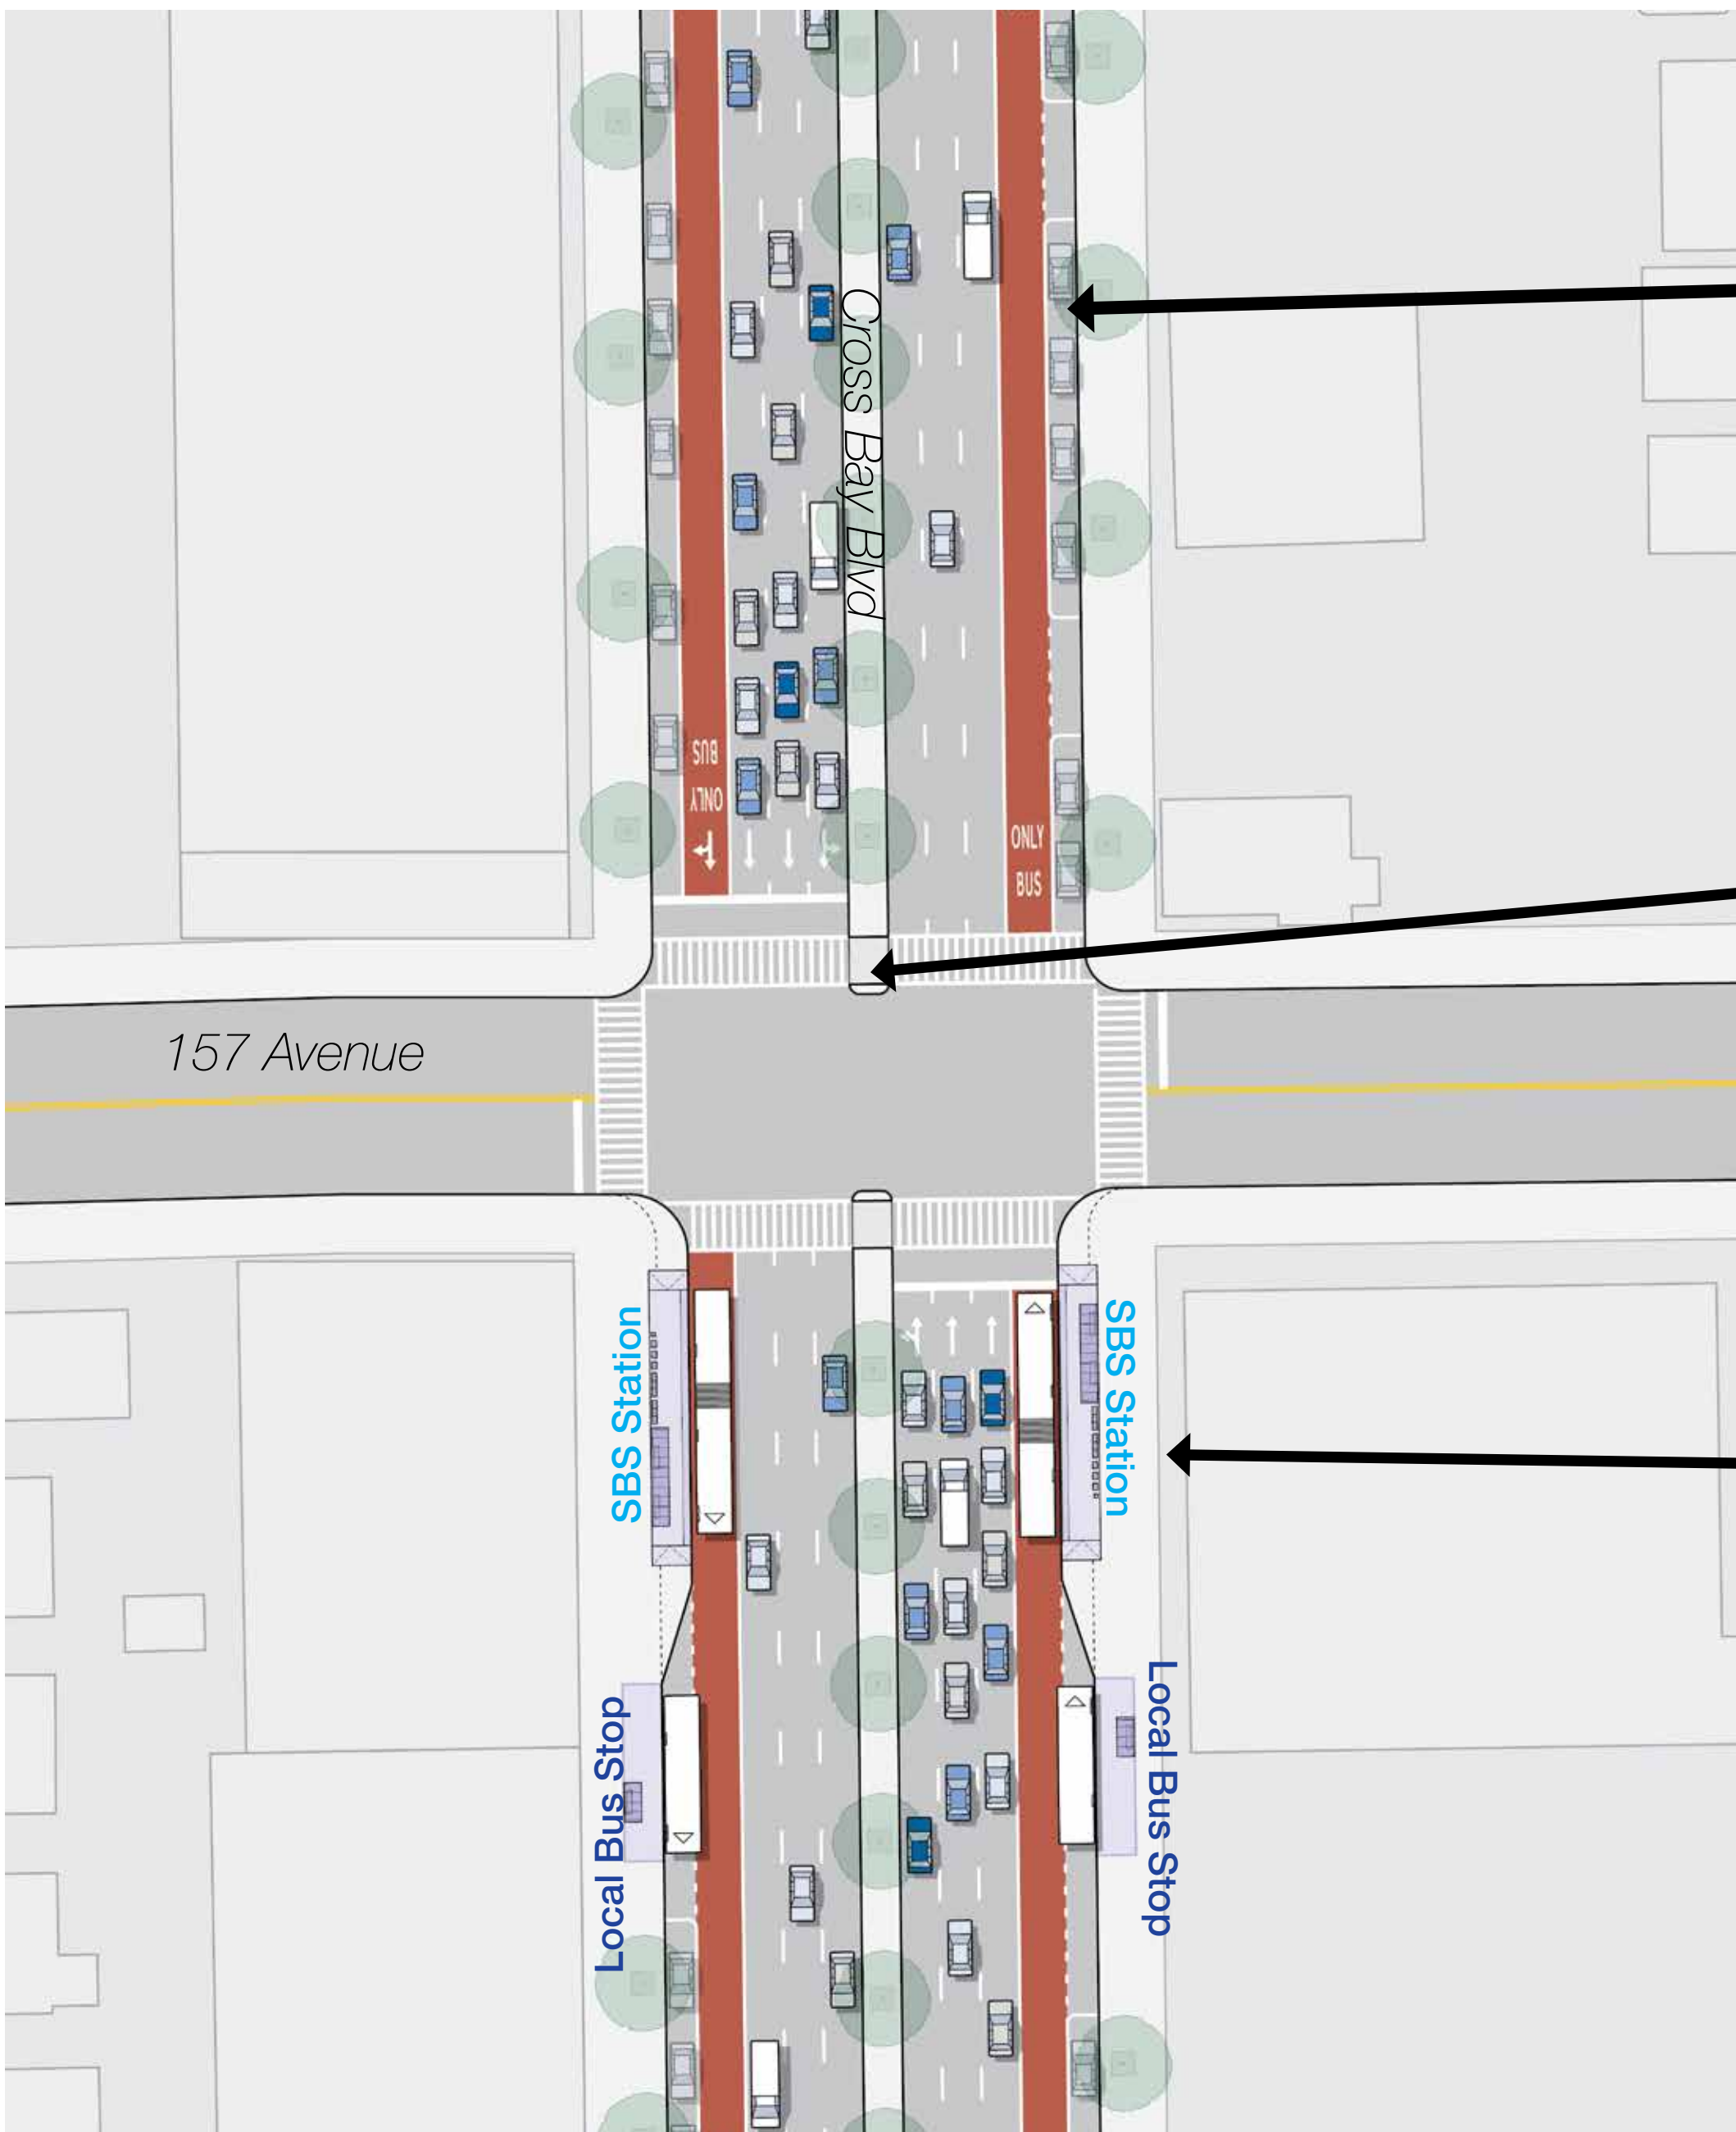 Cross Bay Blvd
BUS
ONLY
ONLY
BUS
157 Avenue
SBS Station
SBS Station
Local Bus Stop
Local Bus Stop